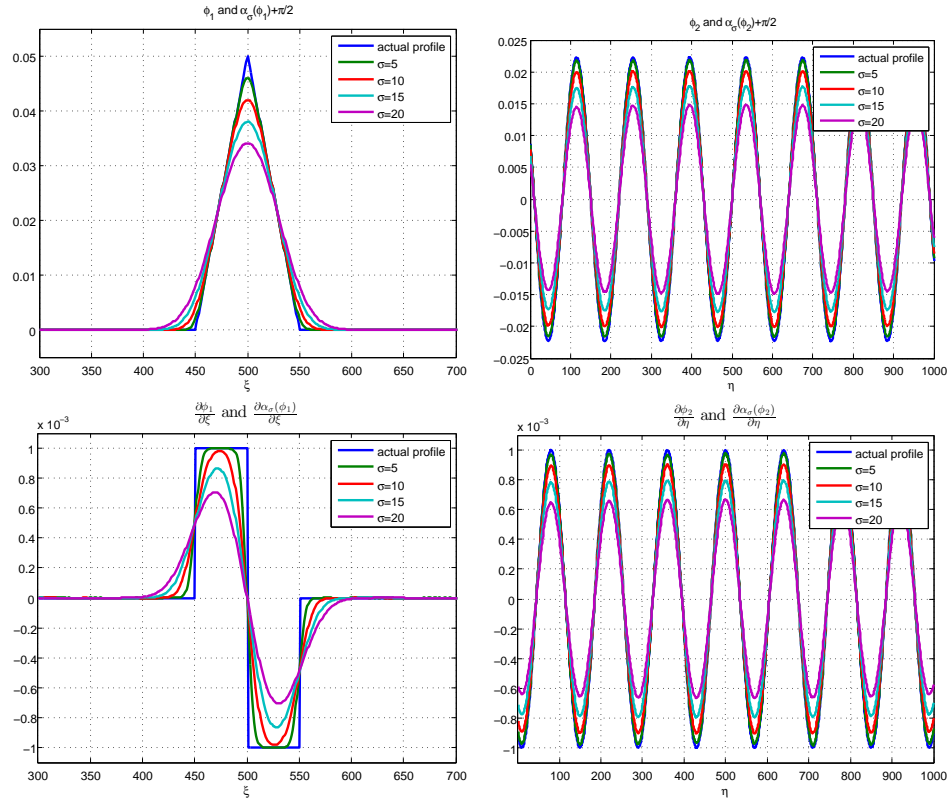 ϕ₁ and α_σ(ϕ₁)+π/2
0.05
0.04
0.03
0.02
0.01
0
300 350 400 450 500 550 600 650 700
ξ
actual profile
σ=5
σ=10
σ=15
σ=20
ϕ₂ and α_σ(ϕ₂)+π/2
0.025
0.02
0.015
0.01
0.005
0
−0.005
−0.01
−0.015
−0.02
−0.025
0 100 200 300 400 500 600 700 800 900 1000
η
actual profile
σ=5
σ=10
σ=15
σ=20
∂ϕ₁/∂ξ and ∂α_σ(ϕ₁)/∂ξ
x 10⁻³
1
0.8
0.6
0.4
0.2
0
−0.2
−0.4
−0.6
−0.8
−1
300 350 400 450 500 550 600 650 700
ξ
actual profile
σ=5
σ=10
σ=15
σ=20
∂ϕ₂/∂η and ∂α_σ(ϕ₂)/∂η
x 10⁻³
1
0.8
0.6
0.4
0.2
0
−0.2
−0.4
−0.6
−0.8
−1
100 200 300 400 500 600 700 800 900 1000
η
actual profile
σ=5
σ=10
σ=15
σ=20